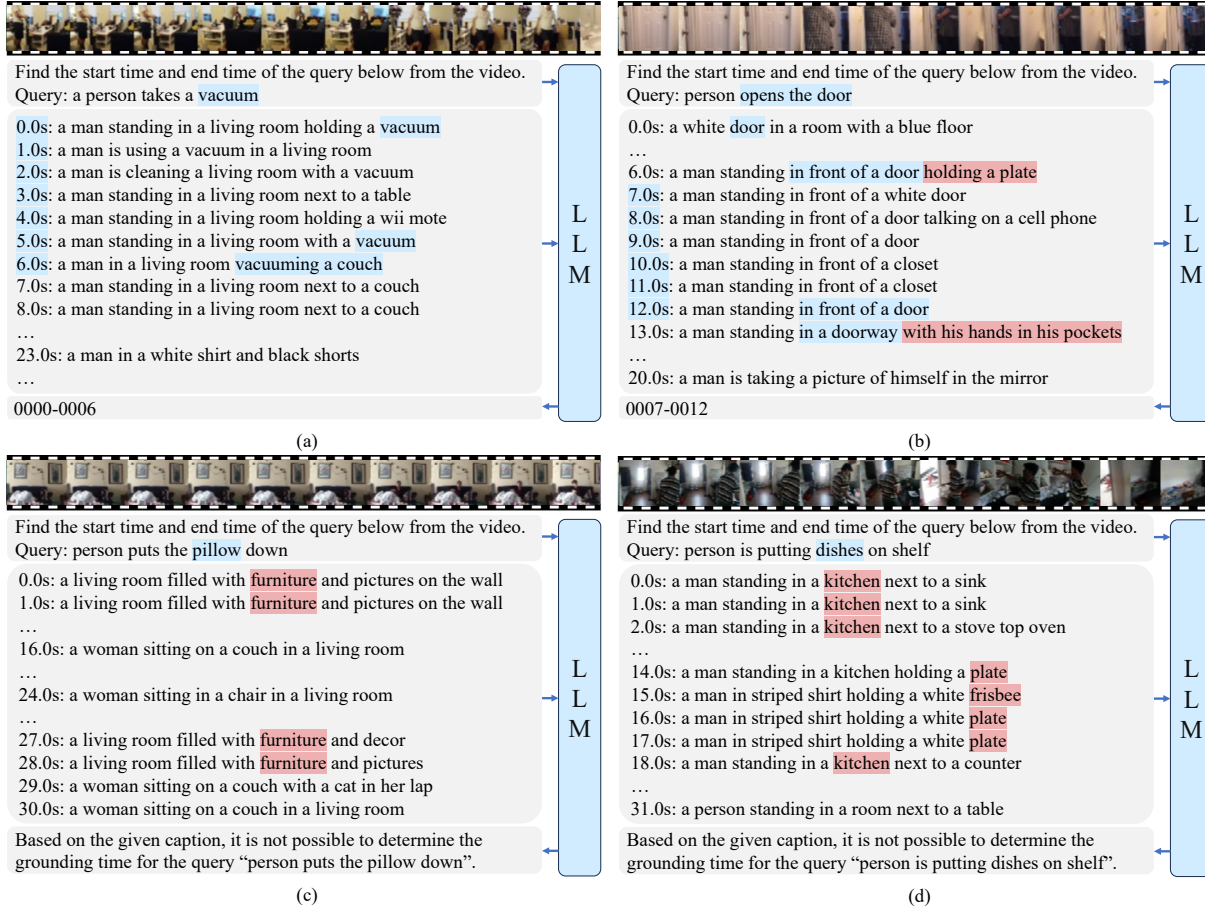 Find the start time and end time of the query below from the video.
Query: a person takes a vacuum
0.0s: a man standing in a living room holding a vacuum
1.0s: a man is using a vacuum in a living room
2.0s: a man is cleaning a living room with a vacuum
3.0s: a man standing in a living room next to a table
4.0s: a man standing in a living room holding a wii mote
5.0s: a man standing in a living room with a vacuum
6.0s: a man in a living room vacuuming a couch
7.0s: a man standing in a living room next to a couch
8.0s: a man standing in a living room next to a couch
…
23.0s: a man in a white shirt and black shorts
…
0000-0006
L
L
M
(a)
Find the start time and end time of the query below from the video.
Query: person opens the door
0.0s: a white door in a room with a blue floor
…
6.0s: a man standing in front of a door holding a plate
7.0s: a man standing in front of a white door
8.0s: a man standing in front of a door talking on a cell phone
9.0s: a man standing in front of a door
10.0s: a man standing in front of a closet
11.0s: a man standing in front of a closet
12.0s: a man standing in front of a door
13.0s: a man standing in a doorway with his hands in his pockets
…
20.0s: a man is taking a picture of himself in the mirror
0007-0012
L
L
M
(b)
Find the start time and end time of the query below from the video.
Query: person puts the pillow down
0.0s: a living room filled with furniture and pictures on the wall
1.0s: a living room filled with furniture and pictures on the wall
…
16.0s: a woman sitting on a couch in a living room
…
24.0s: a woman sitting in a chair in a living room
…
27.0s: a living room filled with furniture and decor
28.0s: a living room filled with furniture and pictures
29.0s: a woman sitting on a couch with a cat in her lap
30.0s: a woman sitting on a couch in a living room
Based on the given caption, it is not possible to determine the
grounding time for the query “person puts the pillow down”.
L
L
M
(c)
Find the start time and end time of the query below from the video.
Query: person is putting dishes on shelf
0.0s: a man standing in a kitchen next to a sink
1.0s: a man standing in a kitchen next to a sink
2.0s: a man standing in a kitchen next to a stove top oven
…
14.0s: a man standing in a kitchen holding a plate
15.0s: a man in striped shirt holding a white frisbee
16.0s: a man in striped shirt holding a white plate
17.0s: a man in striped shirt holding a white plate
18.0s: a man standing in a kitchen next to a counter
…
31.0s: a person standing in a room next to a table
Based on the given caption, it is not possible to determine the
grounding time for the query “person is putting dishes on shelf”.
L
L
M
(d)